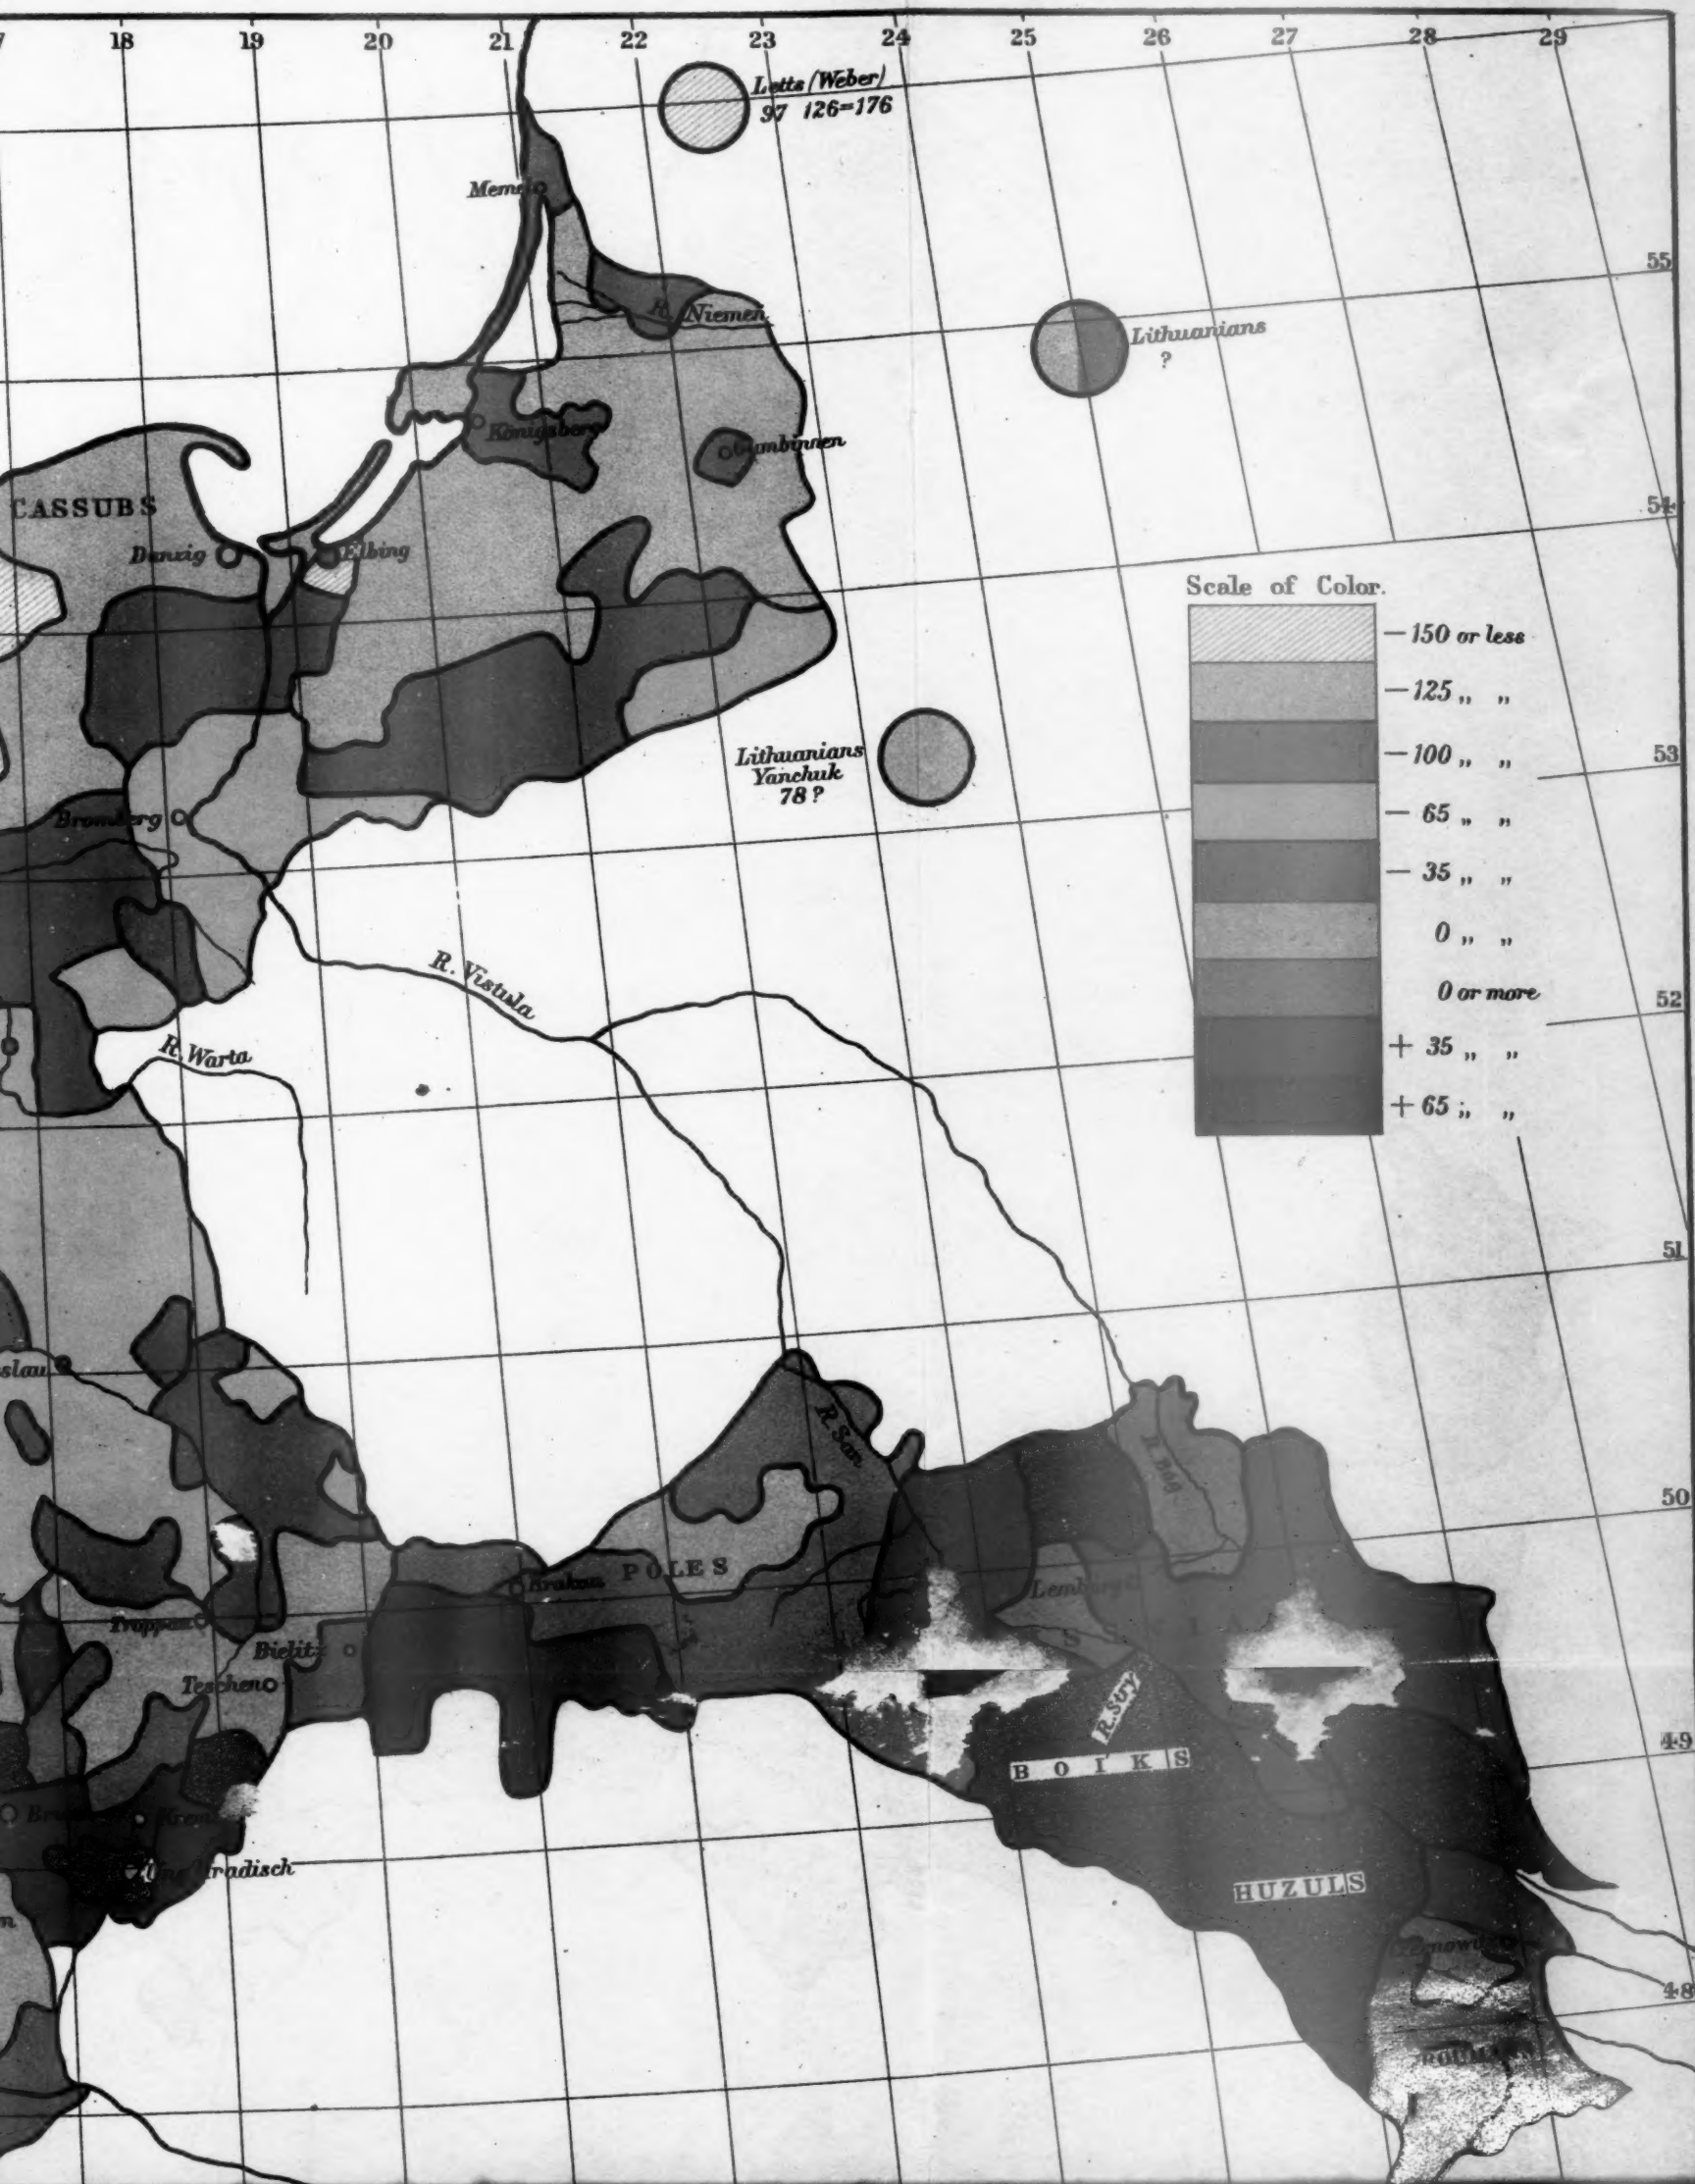 18 19 20 21 22 23 24 25 26 27 28 29
Letts (Weber)
97 126=176
Memel
55
R. Niemen
Lithuanians
?
Königsberg
Gumbinnen
CASSUBS
54
Danzig
Elbing
Scale of Color.
—150 or less
—125 „ „
—100 „ „
— 65 „ „
— 35 „ „
0 „ „
0 or more
+ 35 „ „
+ 65 „ „
53
Lithuanians
Yanchuk
78?
Bromberg
R. Vistula
52
R. Warta
51
slau
R. San
R. Bug
50
POLES
Krakau
Lemberg
Troppau
Bielitz
Teschen
R. Stry
49
BOIKS
Hradisch
HUZULS
Czernowitz
48